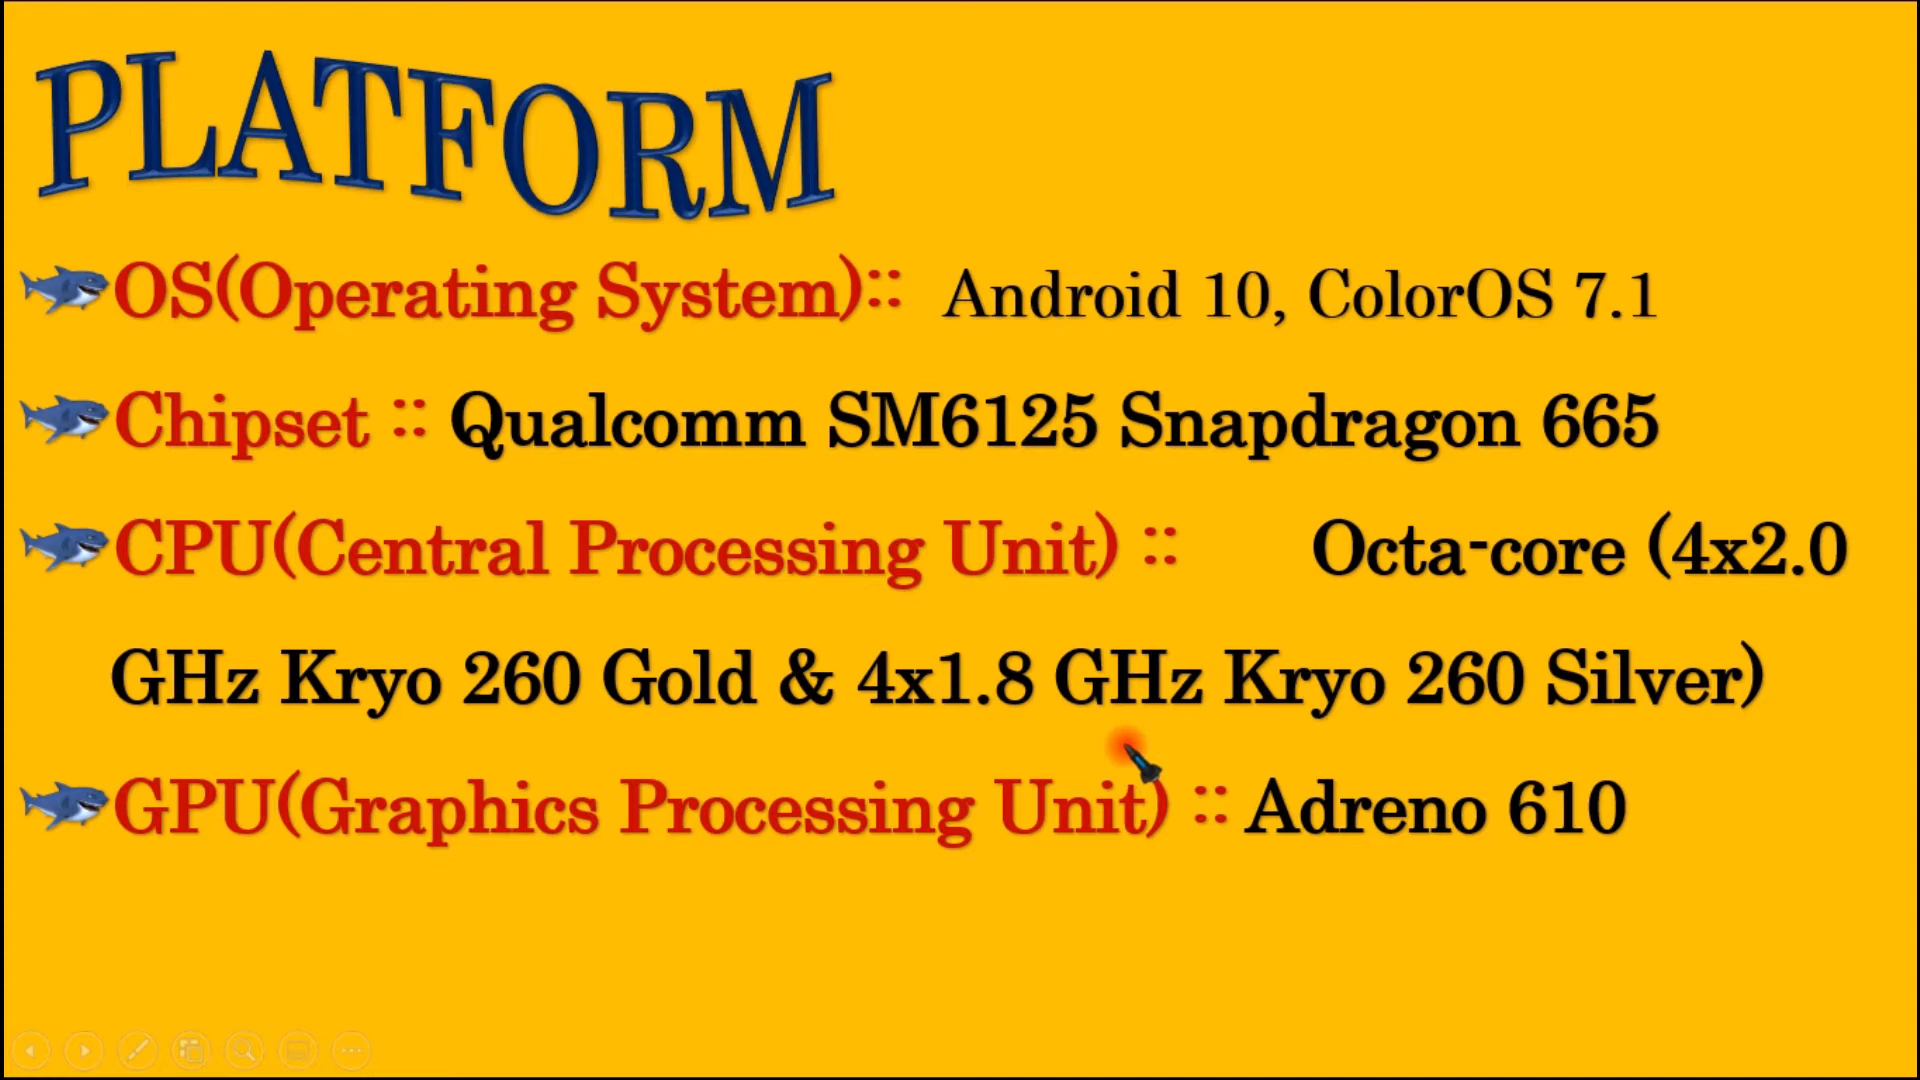 PLATFORM
OS(Operating System):: Android 10, ColorOS 7.1
Chipset :: Qualcomm SM6125 Snapdragon 665
CPU(Central Processing Unit) :: Octa-core (4x2.0
GHz Kryo 260 Gold & 4x1.8 GHz Kryo 260 Silver)
GPU(Graphics Processing Unit) :: Adreno 610